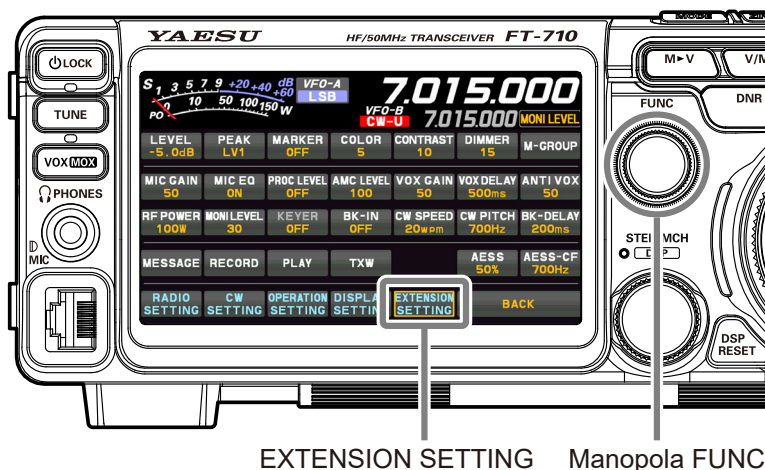 MODE ZIN
YAESU HF/50MHz TRANSCEIVER FT-710
LOCK
TUNE
VOX MOX
PHONES
MIC
S 1 3 5 7 9 +20 +40 +60 dB
PO 0 10 50 100 150 W
VFO-A
LSB
7.015.000
VFO-B
CW-U
7.015.000
MONI LEVEL
LEVEL PEAK MARKER COLOR CONTRAST DIMMER M-GROUP
-5.0dB LV1 OFF 5 10 15
MIC GAIN MIC EQ PROC LEVEL AMC LEVEL VOX GAIN VOX DELAY ANTI VOX
50 ON OFF 100 50 500ms 50
RF POWER MONI LEVEL KEYER BK-IN CW SPEED CW PITCH BK-DELAY
100W 30 OFF OFF 20wpm 700Hz 200ms
MESSAGE RECORD PLAY TXW AESS AESS-CF
50% 700Hz
RADIO CW OPERATION DISPLA EXTENSION BACK
SETTING SETTING SETTING SETTIN SETTING
M►V V/M
FUNC DNR
STEP MCH
DSP
RESET
EXTENSION SETTING Manopola FUNC